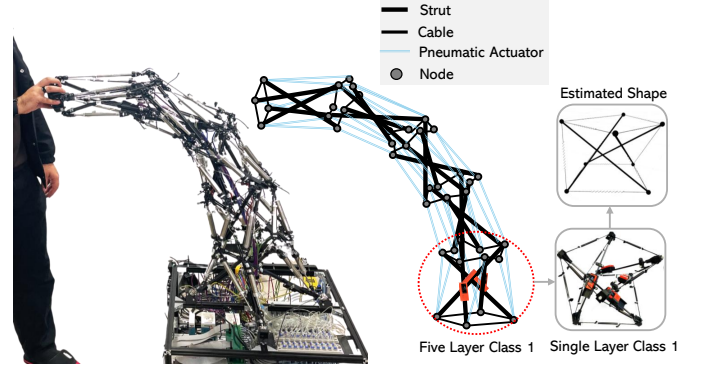 Strut
Cable
Pneumatic Actuator
Node
Estimated Shape
Five Layer Class 1
Single Layer Class 1